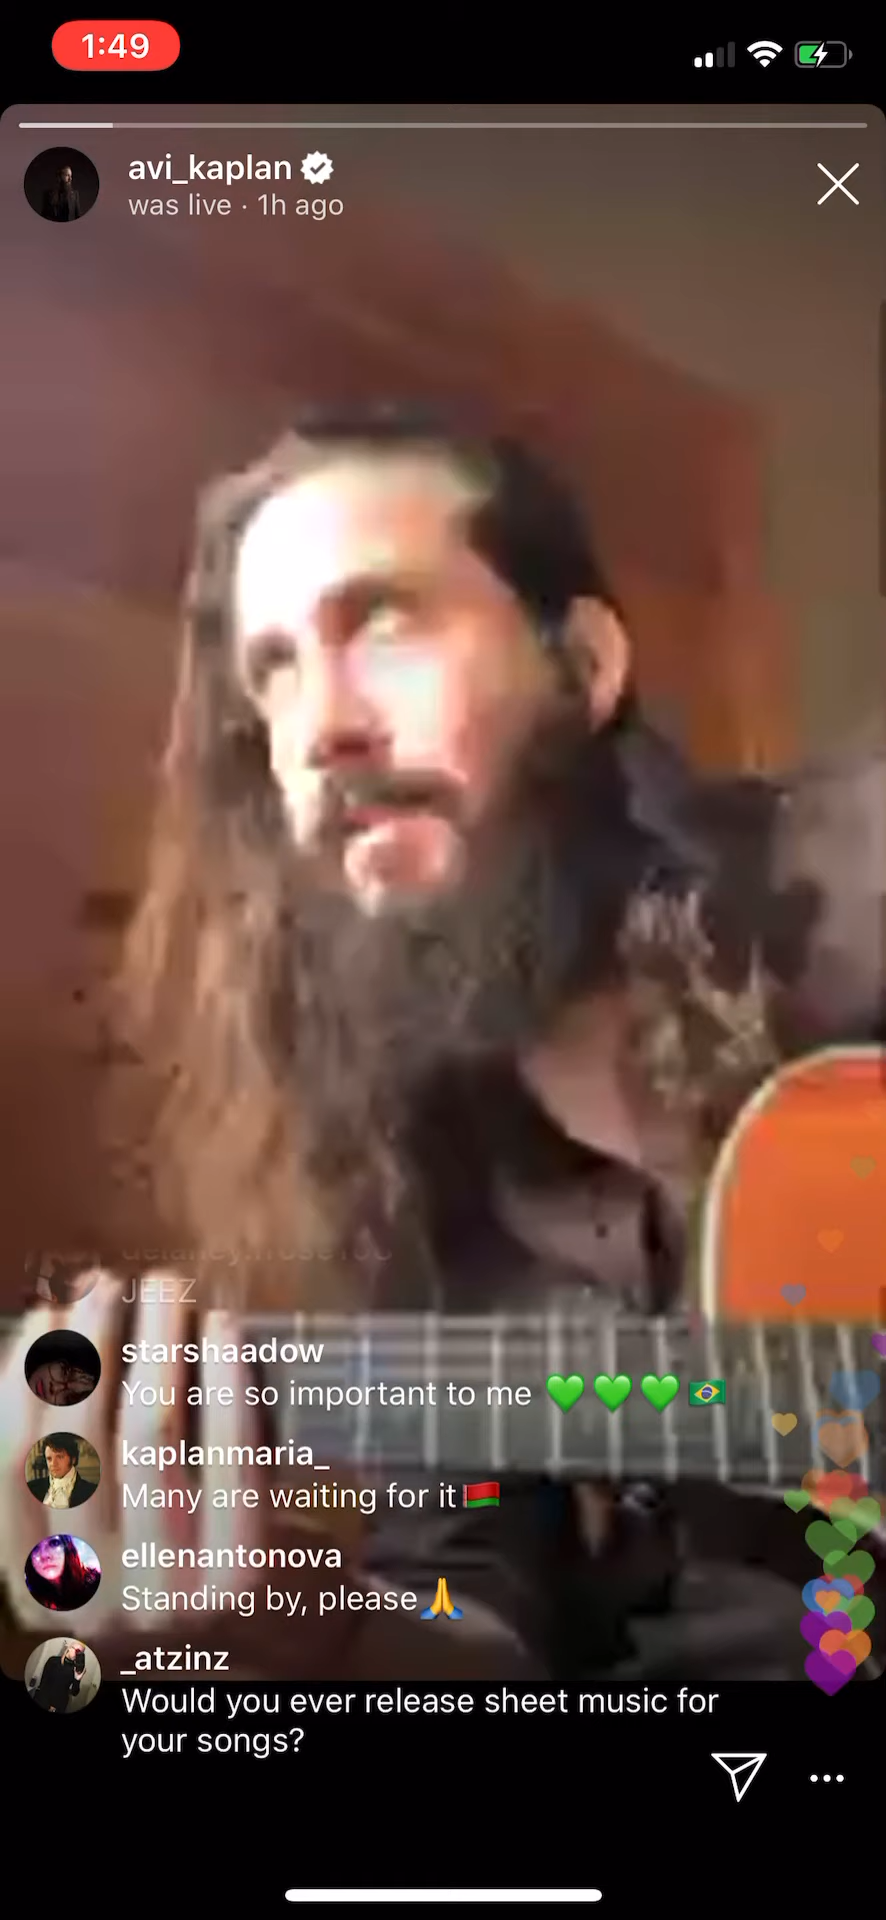 1:49
avi_kaplan
was live · 1h ago
JEEZ
starshaadow
You are so important to me 💚💚💚🇧🇷
kaplanmaria_
Many are waiting for it🇧🇾
ellenantonova
Standing by, please🙏
_atzinz
Would you ever release sheet music for
your songs?